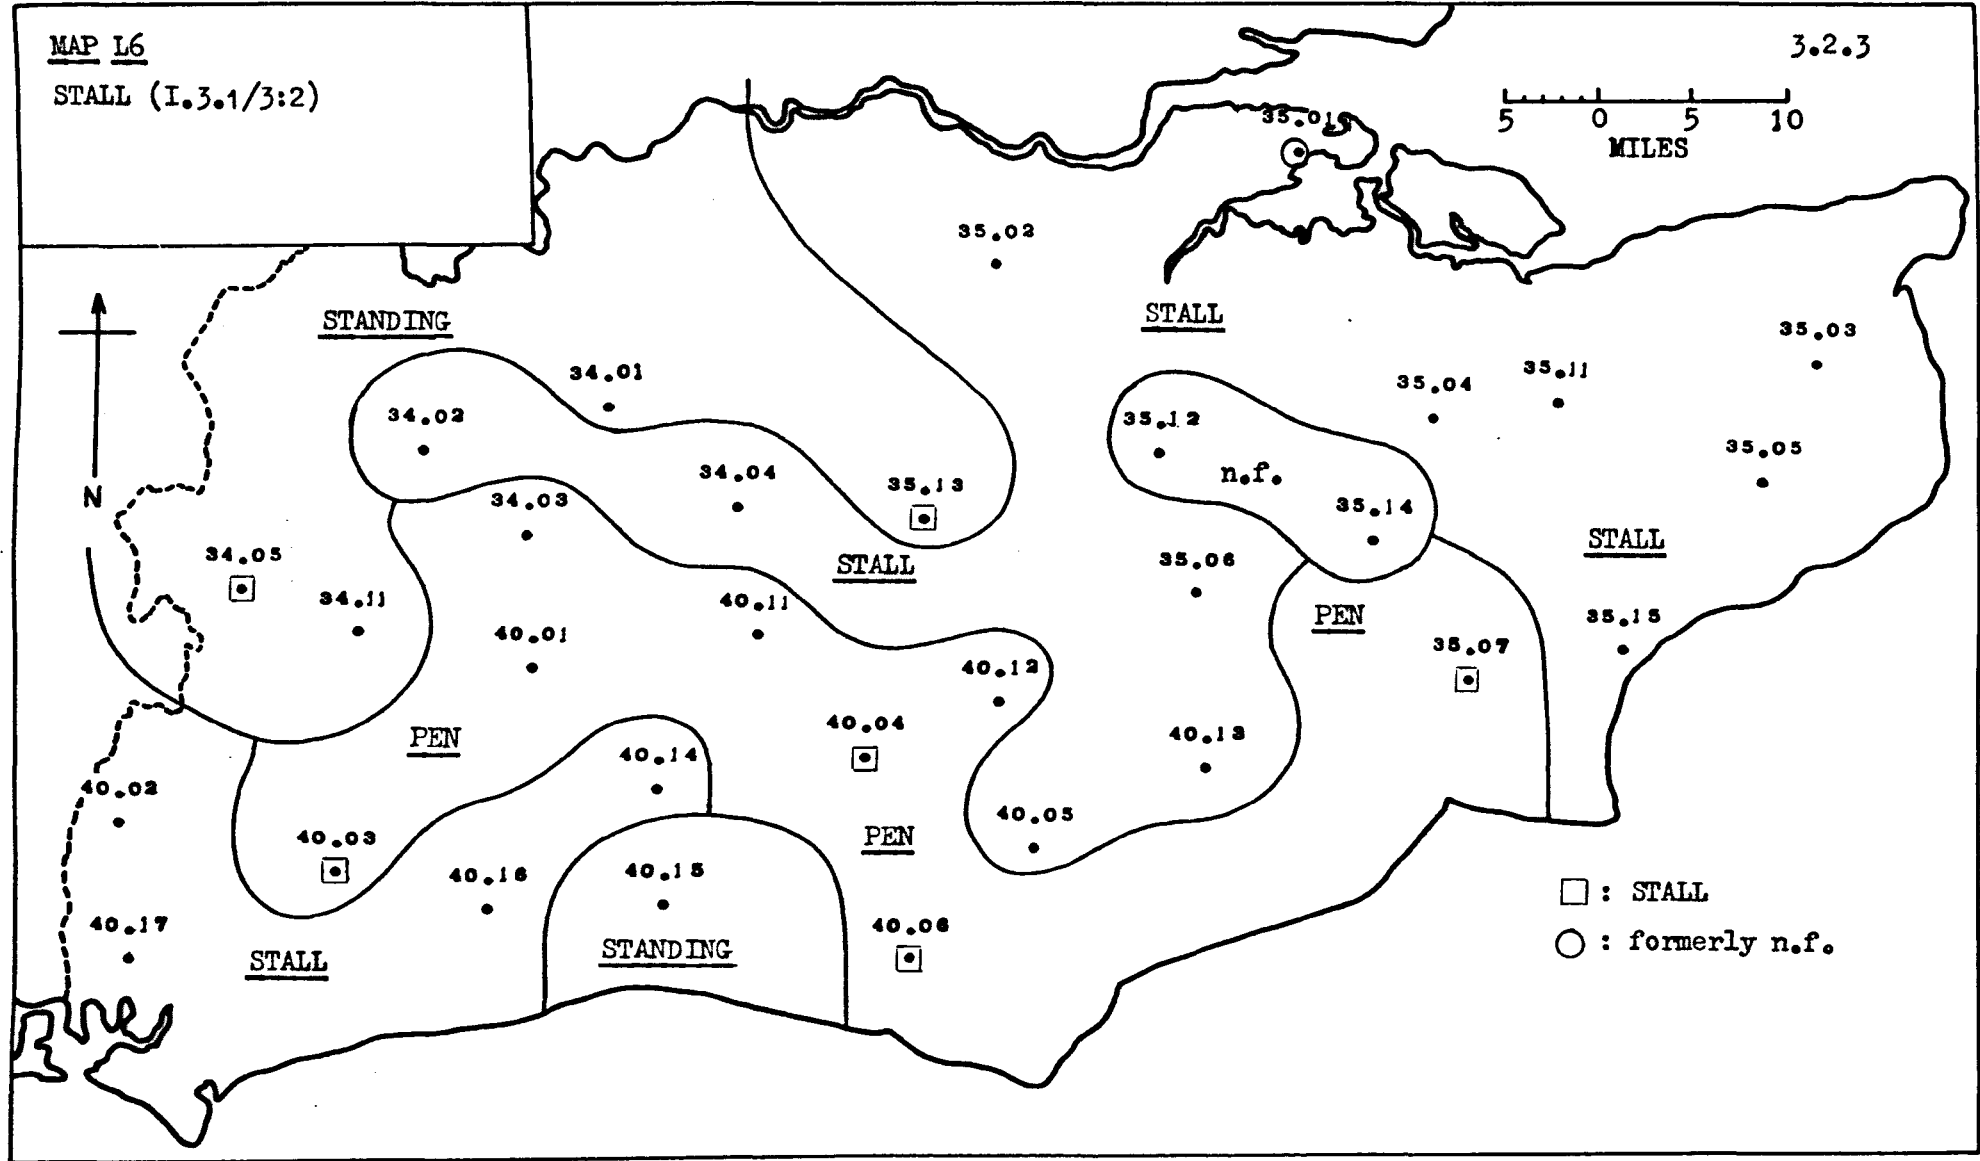 MAP L6
STALL (I.3.1/3:2)
3.2.3
5 0 5 10
MILES
35.01
35.02
STALL
STANDING
35.03
34.01
35.04
35.11
34.02
35.12
35.05
34.04
n.f.
35.13
34.03
35.14
N
STALL
34.05
STALL
35.06
34.11
40.11
PEN
35.15
40.01
35.07
40.12
PEN
40.04
40.13
40.14
40.02
40.05
40.03
PEN
40.16
40.15
STALL
40.17
40.06
STANDING
: formerly n.f.
STALL
: STALL